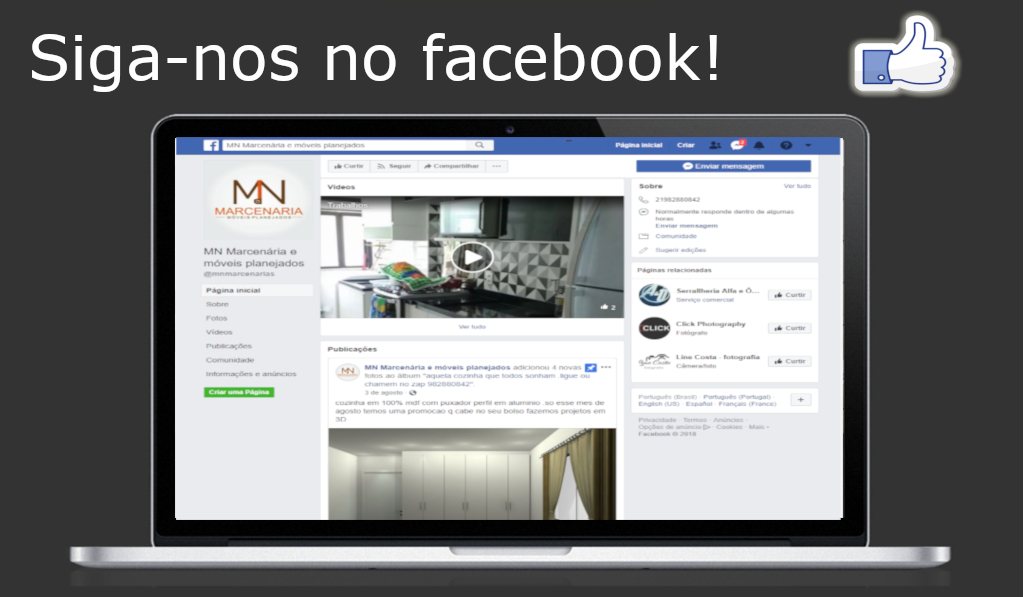 Siga-nos no facebook!
MN Marcenária e móveis planejados
Página inicial
Criar
Curtir
Seguir
Compartilhar
Enviar mensagem
MN
MARCENARIA
MÓVEIS PLANEJADOS
MN Marcenária e
móveis planejados
@mnmarcenarias
Página inicial
Sobre
Fotos
Vídeos
Publicações
Comunidade
Informações e anúncios
Criar uma Página
Vídeos
Trabalhos
2
Ver tudo
Publicações
MN Marcenária e móveis planejados adicionou 4 novas
fotos ao álbum "aquela cozinha que todos sonham ligue ou
chamem no zap 982880842".
3 de agosto
cozinha em 100% mdf com puxador perfil em aluminio .so esse mes de
agosto temos uma promocao q cabe no seu bolso fazemos projetos em
3D
Sobre
Ver tudo
21982880842
Normalmente responde dentro de algumas
horas
Enviar mensagem
Comunidade
Sugerir edições
Páginas relacionadas
Serralheria Alfa e Ô...
Serviço comercial
Curtir
CLICK
Click Photography
Fotógrafo
Curtir
Line Costa - fotografia
Câmera/foto
Curtir
Português (Brasil) · Português (Portugal)
English (US) · Español · Français (France)
Privacidade · Termos · Anúncios ·
Opções de anúncio · Cookies · Mais
Facebook © 2018